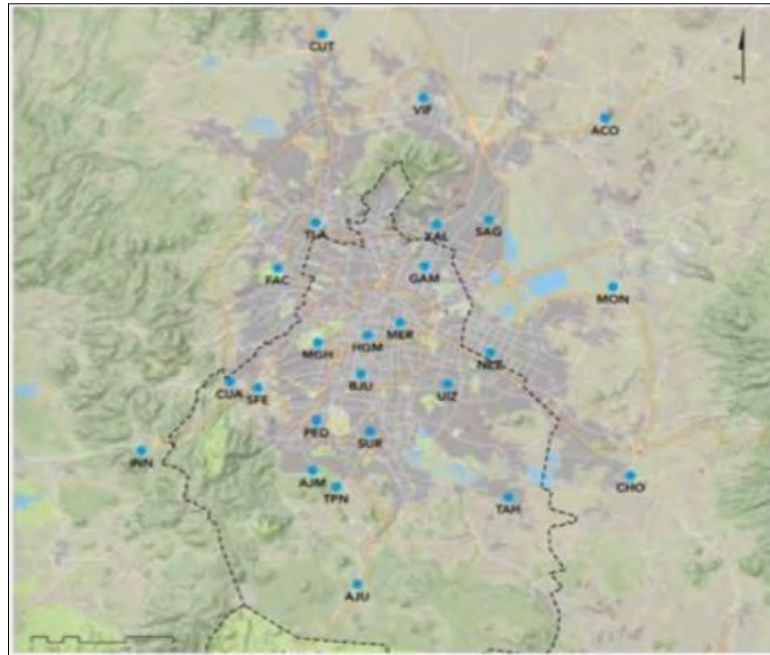 CUT
VIF
ACO
TLA
XAL
SAG
FAC
GAM
MON
MGH
HGM
MER
NEZ
CUA
SFE
BJU
UIZ
PED
SUR
INN
AJM
TPN
TAH
CHO
AJU